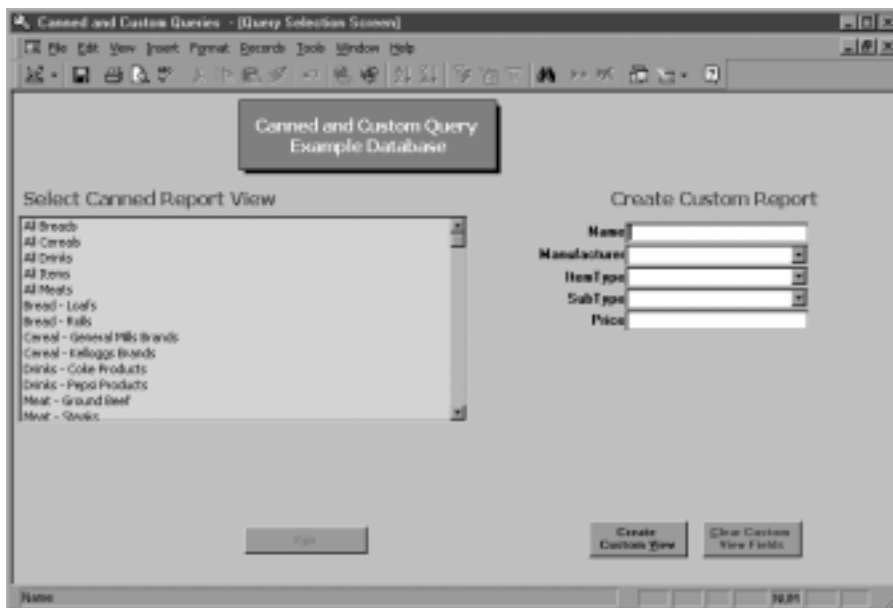 Canned and Custom Queries - [Query Selection Screen]
File Edit View Insert Format Records Tools Window Help
Canned and Custom Query
Example Database
Select Canned Report View
All Breads
All Cereals
All Drinks
All Items
All Meats
Bread - Loafs
Bread - Rolls
Cereal - General Mills Brands
Cereal - Kelloggs Brands
Drinks - Coke Products
Drinks - Pepsi Products
Meat - Ground Beef
Meat - Steaks
Create Custom Report
Name
Manufacturer
ItemType
SubType
Price
Create
Custom View
Clear Custom
View Fields
Name
NUM